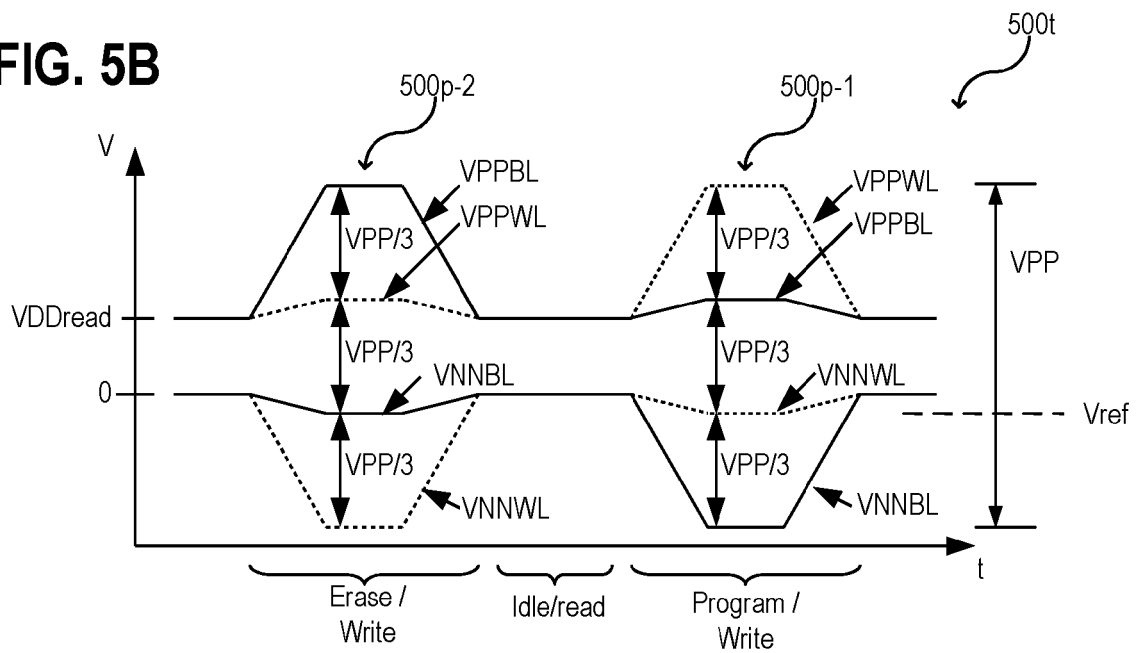 FIG. 5B
500t
500p-2
500p-1
V
VPPBL
VPPWL
VPPWL
VPPBL
VPP/3
VPP/3
VPP
VDDread
VPP/3
VPP/3
VNNBL
VNNWL
0
Vref
VPP/3
VPP/3
VNNWL
VNNBL
t
Erase /
Write
Idle/read
Program /
Write